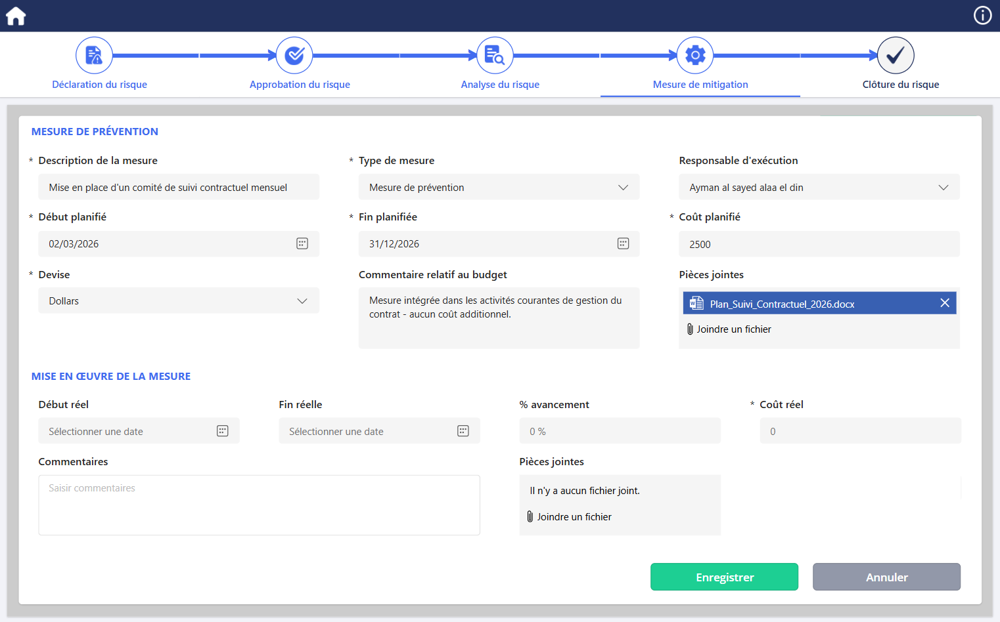 Déclaration du risque
Approbation du risque
Analyse du risque
Mesure de mitigation
Clôture du risque
MESURE DE PRÉVENTION
* Description de la mesure
* Type de mesure
Responsable d'exécution
Mise en place d'un comité de suivi contractuel mensuel
Mesure de prévention
Ayman al sayed alaa el din
* Début planifié
* Fin planifiée
* Coût planifié
02/03/2026
31/12/2026
2500
* Devise
Commentaire relatif au budget
Pièces jointes
Dollars
Mesure intégrée dans les activités courantes de gestion du
contrat - aucun coût additionnel.
Plan_Suivi_Contractuel_2026.docx
Joindre un fichier
MISE EN ŒUVRE DE LA MESURE
Début réel
Fin réelle
% avancement
* Coût réel
Sélectionner une date
Sélectionner une date
0 %
0
Commentaires
Pièces jointes
Saisir commentaires
Il n'y a aucun fichier joint.
Joindre un fichier
Enregistrer
Annuler